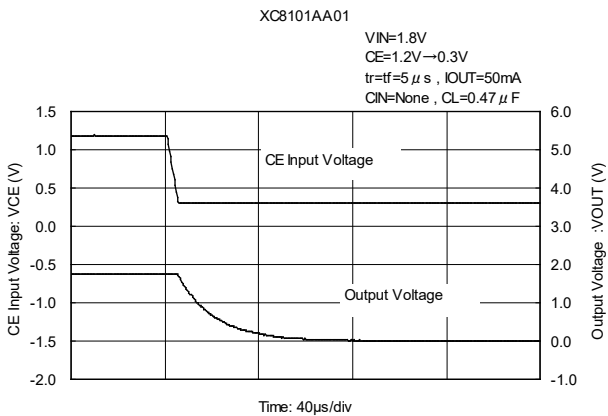 XC8101AA01
VIN=1.8V
CE=1.2V→0.3V
tr=tf=5μs , IOUT=50mA
CIN=None , CL=0.47μF
CE Input Voltage: VCE (V)
1.5
1.0
0.5
0.0
-0.5
-1.0
-1.5
-2.0
CE Input Voltage
Output Voltage
6.0
5.0
4.0
3.0
2.0
1.0
0.0
-1.0
Output Voltage :VOUT (V)
Time: 40μs/div